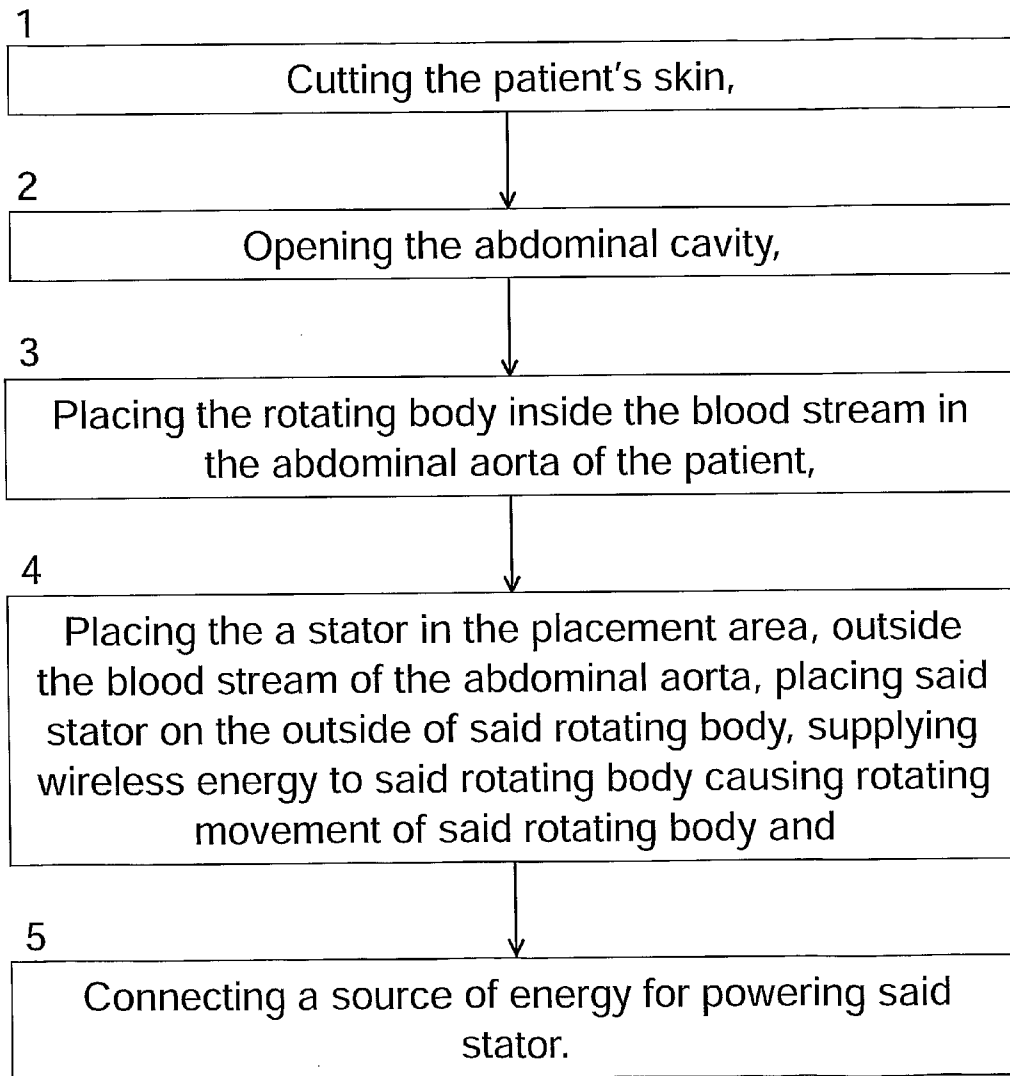 1
Cutting the patient's skin,
2
Opening the abdominal cavity,
3
Placing the rotating body inside the blood stream in
the abdominal aorta of the patient,
4
Placing the a stator in the placement area, outside
the blood stream of the abdominal aorta, placing said
stator on the outside of said rotating body, supplying
wireless energy to said rotating body causing rotating
movement of said rotating body and
5
Connecting a source of energy for powering said
stator.